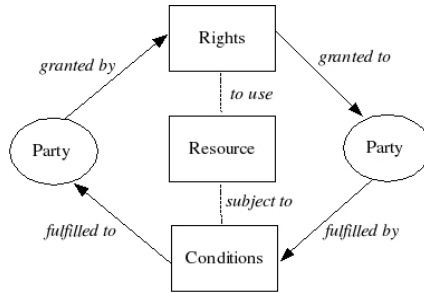 Rights
granted by
granted to
to use
Party
Resource
Party
subject to
fulfilled to
fulfilled by
Conditions